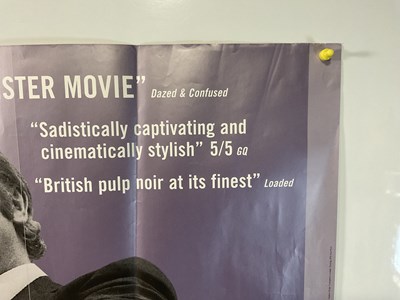 STER MOVIE” Dazed & Confused
“Sadistically captivating and
cinematically stylish” 5/5 GQ
“British pulp noir at its finest” Loaded